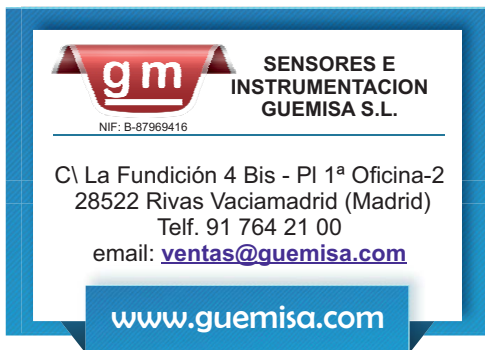 gm
SENSORES E
INSTRUMENTACION
GUEMISA S.L.
NIF: B-87969416
C\ La Fundición 4 Bis - Pl 1ª Oficina-2
28522 Rivas Vaciamadrid (Madrid)
Telf. 91 764 21 00
email: ventas@guemisa.com
www.guemisa.com